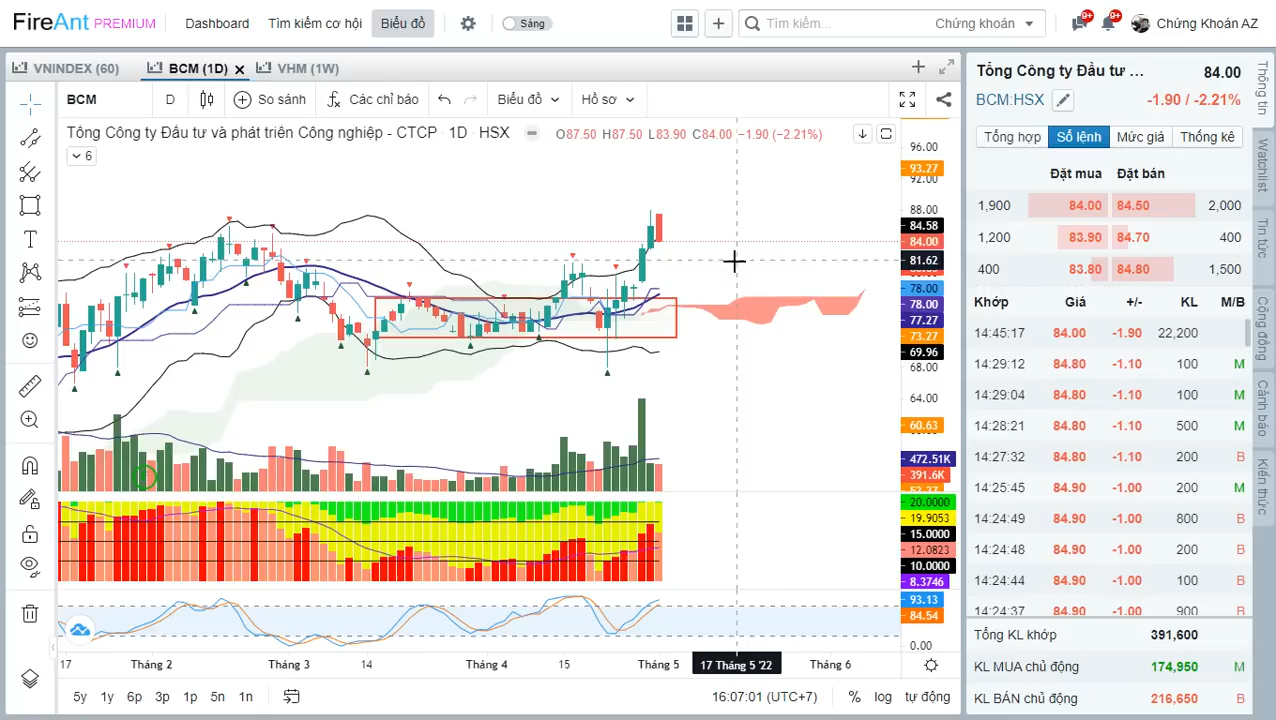 FireAnt PREMIUM Dashboard Tìm kiếm cơ hội Biểu đồ Sáng Tìm kiếm... Chứng khoán 9+ 9+ Chứng Khoán AZ
VNINDEX (60) BCM (1D) VHM (1W)
BCM D So sánh Các chỉ báo Biểu đồ Hồ sơ
Tổng Công ty Đầu tư và phát triển Công nghiệp - CTCP 1D HSX O87.50 H87.50 L83.90 C84.00 −1.90 (−2.21%)
6
96.00
93.27
92.00
88.00
84.58
84.00
81.62
78.00
78.00
77.27
73.27
69.96
68.00
64.00
60.63
472.51K
391.6K
20.0000
19.9053
15.0000
12.0823
10.0000
8.3746
93.13
84.54
0.00
17 Tháng 2 Tháng 3 14 Tháng 4 15 Tháng 5 17 Tháng 5 '22 Tháng 6
5y 1y 6p 3p 1p 5n 1n 16:07:01 (UTC+7) % log tự động
Tổng Công ty Đầu tư ... 84.00
BCM:HSX -1.90 / -2.21%
Tổng hợp Sổ lệnh Mức giá Thống kê
Đặt mua Đặt bán
1,900 84.00 84.50 2,000
1,200 83.90 84.70 400
400 83.80 84.80 1,500
Khớp Giá +/- KL M/B
14:45:17 84.00 -1.90 22,200
14:29:12 84.80 -1.10 100 M
14:29:04 84.80 -1.10 100 M
14:28:21 84.80 -1.10 500 M
14:27:32 84.80 -1.10 200 B
14:25:45 84.80 -1.10 200 M
14:24:49 84.90 -1.00 800 B
14:24:48 84.90 -1.00 200 B
14:24:44 84.90 -1.00 100 B
14:24:37 84.90 -1.00 900 B
Tổng KL khớp 391,600
KL MUA chủ động 174,950 M
KL BÁN chủ động 216,650 B
Thông tin
Watchlist
Tin tức
Cộng đồng
Cảnh báo
Kiến thức